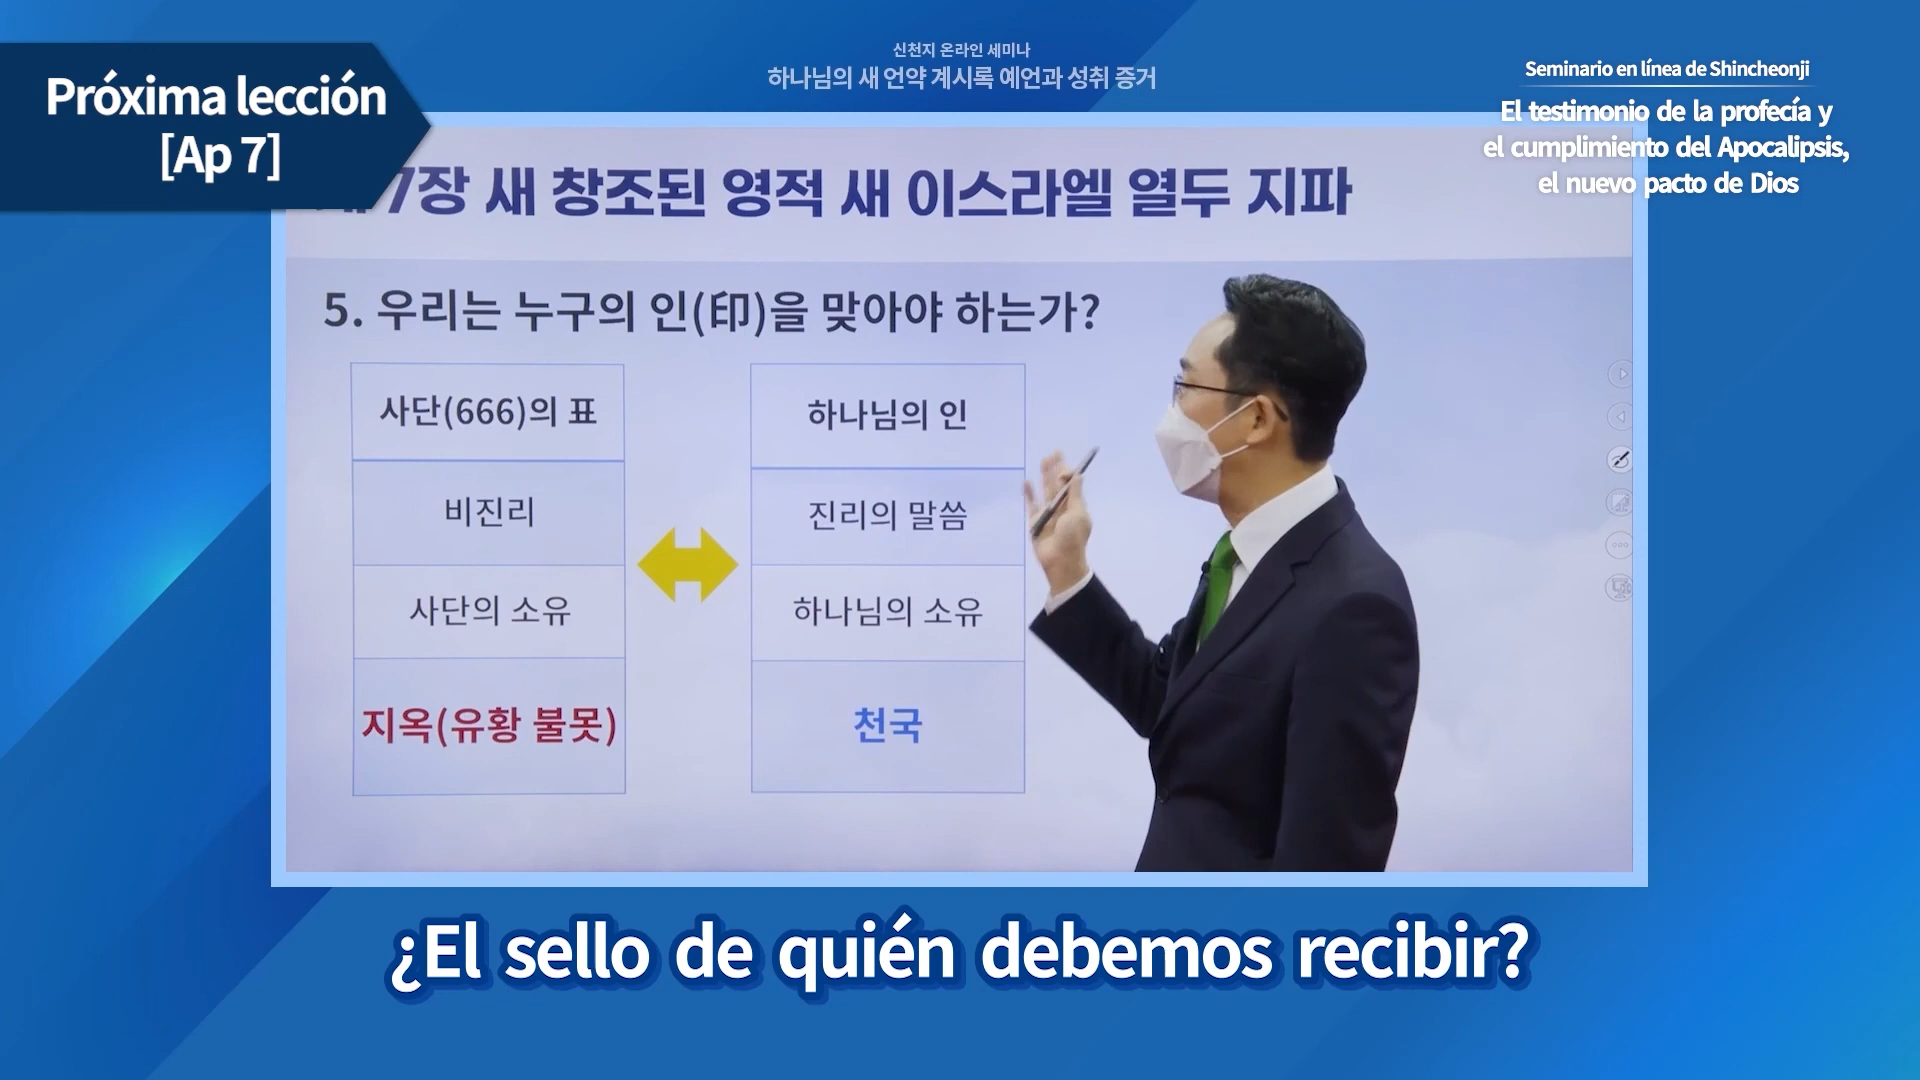 Próxima lección
[Ap 7]
신천지 온라인 세미나
하나님의 새 언약 계시록 예언과 성취 증거
Seminario en línea de Shincheonji
El testimonio de la profecía y
el cumplimiento del Apocalipsis,
el nuevo pacto de Dios
7장 새 창조된 영적 새 이스라엘 열두 지파
5. 우리는 누구의 인(印)을 맞아야 하는가?
사단(666)의 표
하나님의 인
비진리
진리의 말씀
사단의 소유
하나님의 소유
지옥(유황 불못)
천국
¿El sello de quién debemos recibir?